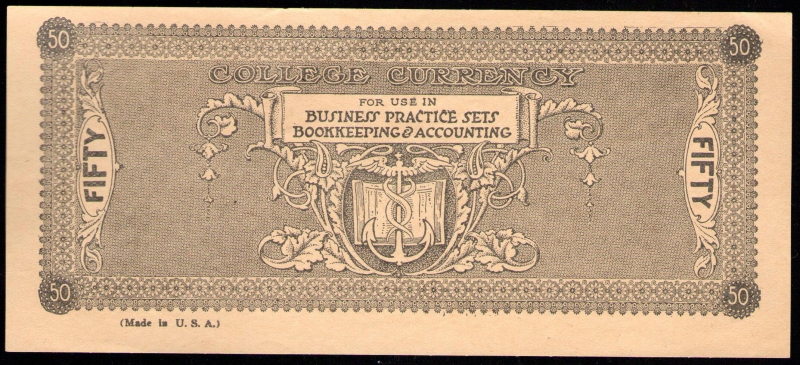 50 50
COLLEGE CURRENCY
FOR USE IN
BUSINESS PRACTICE SETS
BOOKKEEPING & ACCOUNTING
FIFTY FIFTY
50 50
(Made in U. S. A.)